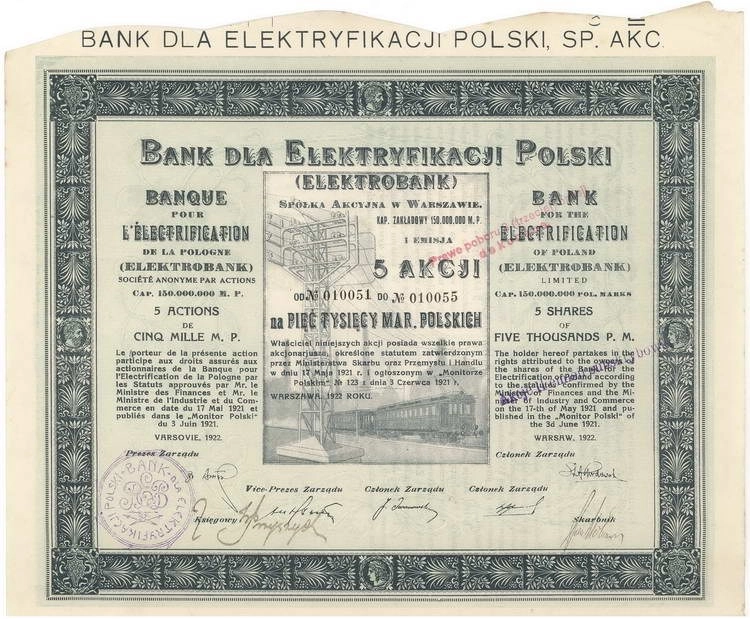 BANK DLA ELEKTRYFIKACJI POLSKI, SP. AKC.
BANK DLA ELEKTRYFIKACJI POLSKI
(ELEKTROBANK)
SPÓŁKA AKCYJNA W WARSZAWIE.
KAP. ZAKŁADOWY 150.000.000 M. P.
I EMISJA
5 AKCJI
OD № 010051 DO № 010055
na PIĘĆ TYSIĘCY MAR. POLSKICH
Właściciel niniejszych akcji posiada wszelkie prawa
akcjonarjusza, określone statutem zatwierdzonym
przez Ministerstwa Skarbu oraz Przemysłu i Handlu
w dniu 17 Maja 1921 r. i ogłoszonym w „Monitorze
Polskim" № 123 z dnia 3 Czerwca 1921 r.
WARSZAWA, 1922 ROKU.
BANQUE
POUR
L'ÉLECTRIFICATION
DE LA POLOGNE
(ELEKTROBANK)
SOCIÉTÉ ANONYME PAR ACTIONS
CAP. 150.000.000 M. P.
5 ACTIONS
DE
CINQ MILLE M. P.
Le porteur de la présente action
participe aux droits assurés aux
actionnaires de la Banque pour
l'Electrification de la Pologne par
les Statuts approuvés par Mr. le
Ministre des Finances et Mr. le
Ministre de l'Industrie et du Com-
merce en date du 17 Mai 1921 et
publiés dans le „Monitor Polski"
du 3 juin 1921.
VARSOVIE, 1922.
BANK
FOR THE
ELECTRIFICATION
OF POLAND
(ELEKTROBANK)
LIMITED
CAP. 150.000.000 POL. MARKS
5 SHARES
OF
FIVE THOUSANDS P. M.
The holder hereof partakes in the
rights attributed to the owners of
the shares of the Bank for the
Electrification of Poland according
to the statutes confirmed by the
Ministry of Finances and the Mi-
nistry of Industry and Commerce
on the 17-th of May 1921 and pu-
blished in the „Monitor Polski" of
the 3d June 1921.
WARSAW, 1922.
Prawo poboru
Prezes Zarządu
Członek Zarządu
Vice-Prezes Zarządu
Członek Zarządu
Członek Zarządu
Księgowy
Skarbnik
BANK DLA ELEKTRYFIKACJI POLSKI